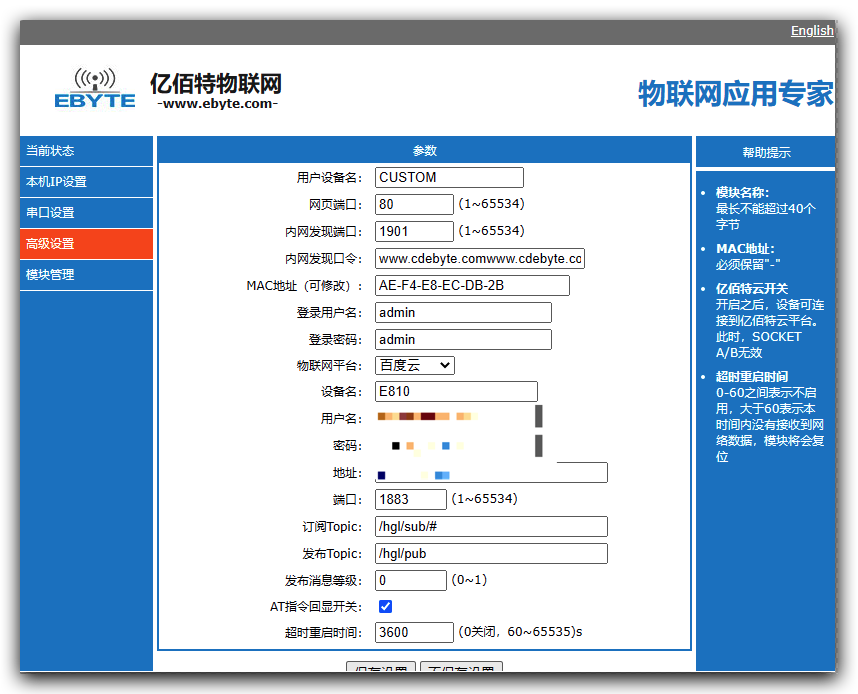 English
EBYTE
亿佰特物联网
-www.ebyte.com-
物联网应用专家
当前状态
本机IP设置
串口设置
高级设置
模块管理
参数
用户设备名： CUSTOM
网页端口： 80 (1~65534)
内网发现端口： 1901 (1~65534)
内网发现口令： www.cdebyte.comwww.cdebyte.co
MAC地址（可修改）： AE-F4-E8-EC-DB-2B
登录用户名： admin
登录密码： admin
物联网平台： 百度云
设备名： E810
用户名：
密码：
地址：
端口： 1883 (1~65534)
订阅Topic： /hgl/sub/#
发布Topic： /hgl/pub
发布消息等级： 0 (0~1)
AT指令回显开关：
超时重启时间： 3600 (0关闭，60~65535)s
保存设置 不保存设置
帮助提示
模块名称：
最长不能超过40个
字节
MAC地址：
必须保留"-"
亿佰特云开关
开启之后，设备可连
接到亿佰特云平台。
此时，SOCKET
A/B无效
超时重启时间
0-60之间表示不启
用，大于60表示本
时间内没有接收到网
络数据，模块将会复
位